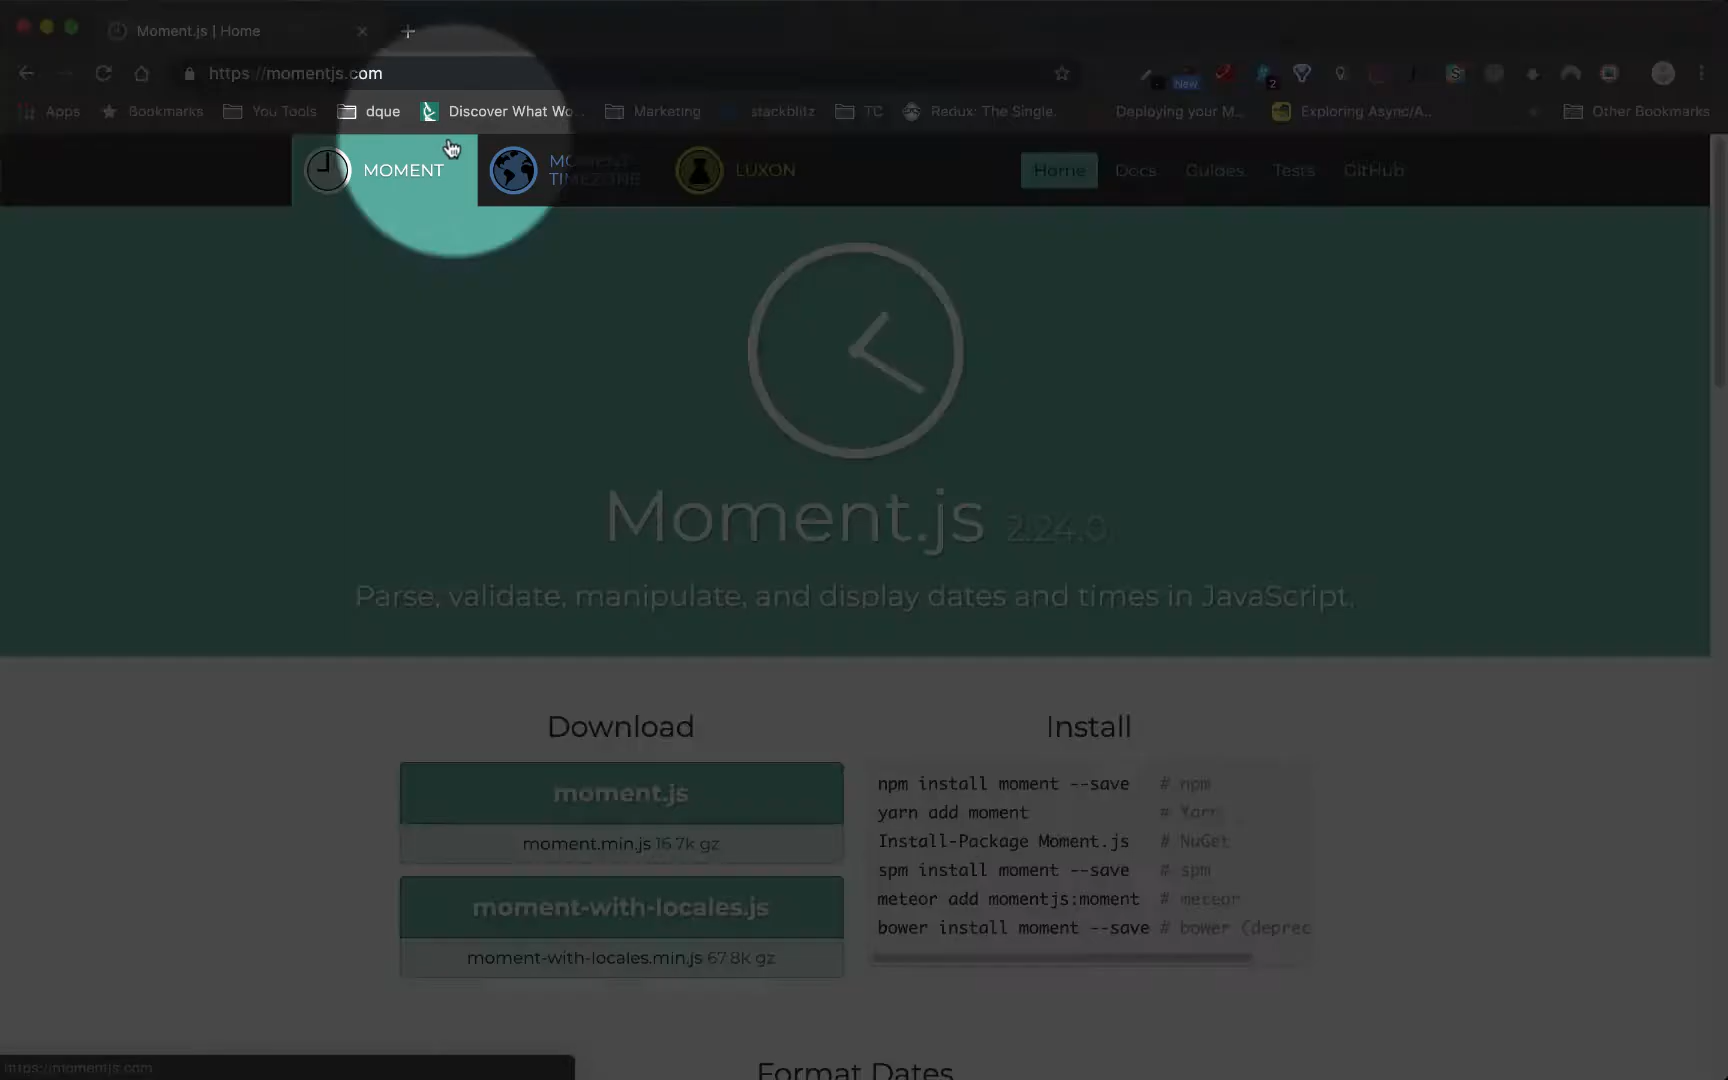 Moment.js | Home
https://momentjs.com
New
2
Apps
Bookmarks
You Tools
dque
Discover What Wo...
Marketing
stackblitz
TC
Redux: The Single...
Deploying your M...
Exploring Async/A...
Other Bookmarks
MOMENT
MOMENT
TIMEZONE
LUXON
Home
Docs
Guides
Tests
GitHub
Moment.js 2.24.0
Parse, validate, manipulate, and display dates and times in JavaScript.
Download
moment.js
moment.min.js 16.7k gz
moment-with-locales.js
moment-with-locales.min.js 67.8k gz
Install
npm install moment --save # npm
yarn add moment # Yarn
Install-Package Moment.js # NuGet
spm install moment --save # spm
meteor add momentjs:moment # meteor
bower install moment --save # bower (deprec
Format Dates
https://momentjs.com